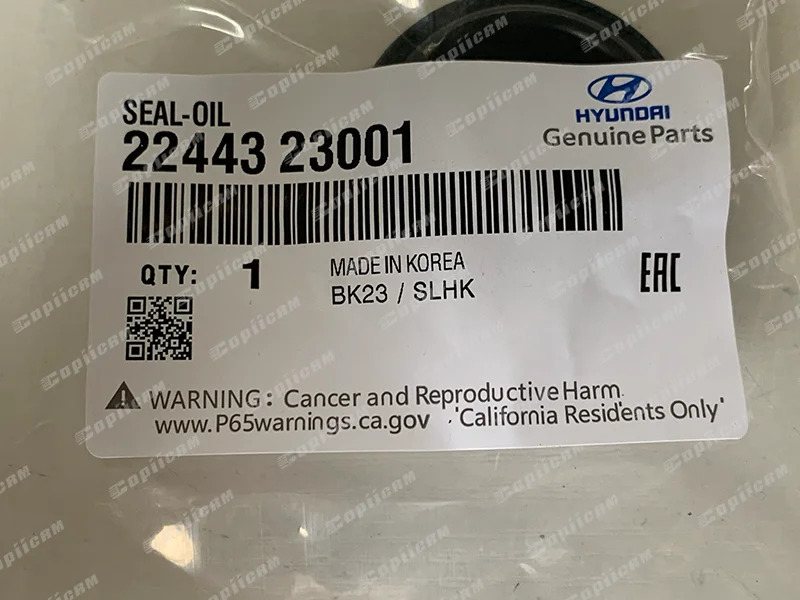 SEAL-OIL
22443 23001
HYUNDAI
Genuine Parts
QTY: 1
MADE IN KOREA
BK23 / SLHK
EAC
WARNING: Cancer and Reproductive Harm
www.P65warnings.ca.gov 'California Residents Only'
Copiicam